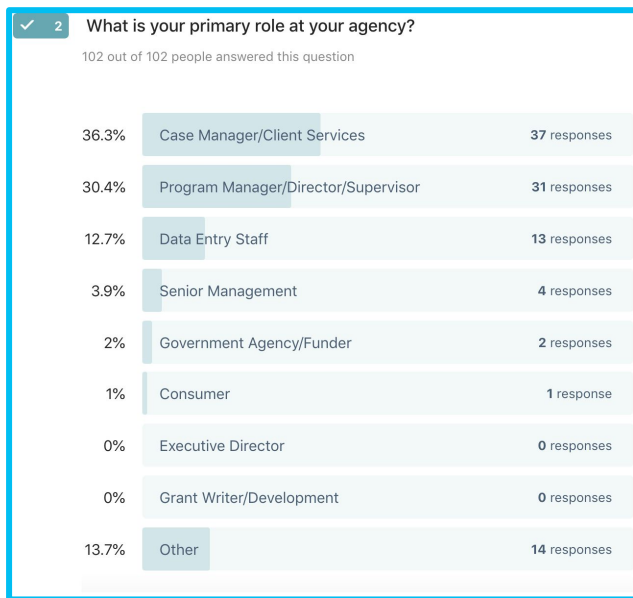 2 What is your primary role at your agency?
102 out of 102 people answered this question
36.3% Case Manager/Client Services 37 responses
30.4% Program Manager/Director/Supervisor 31 responses
12.7% Data Entry Staff 13 responses
3.9% Senior Management 4 responses
2% Government Agency/Funder 2 responses
1% Consumer 1 response
0% Executive Director 0 responses
0% Grant Writer/Development 0 responses
13.7% Other 14 responses